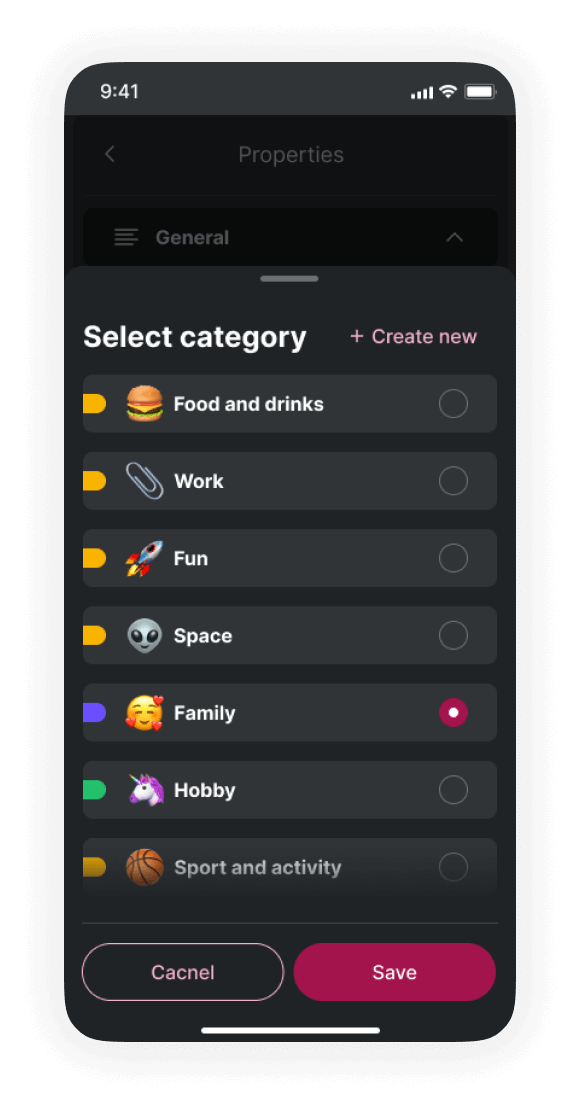 9:41
Properties
General
Select category
+ Create new
Food and drinks
Work
Fun
Space
Family
Hobby
Sport and activity
Cacnel
Save